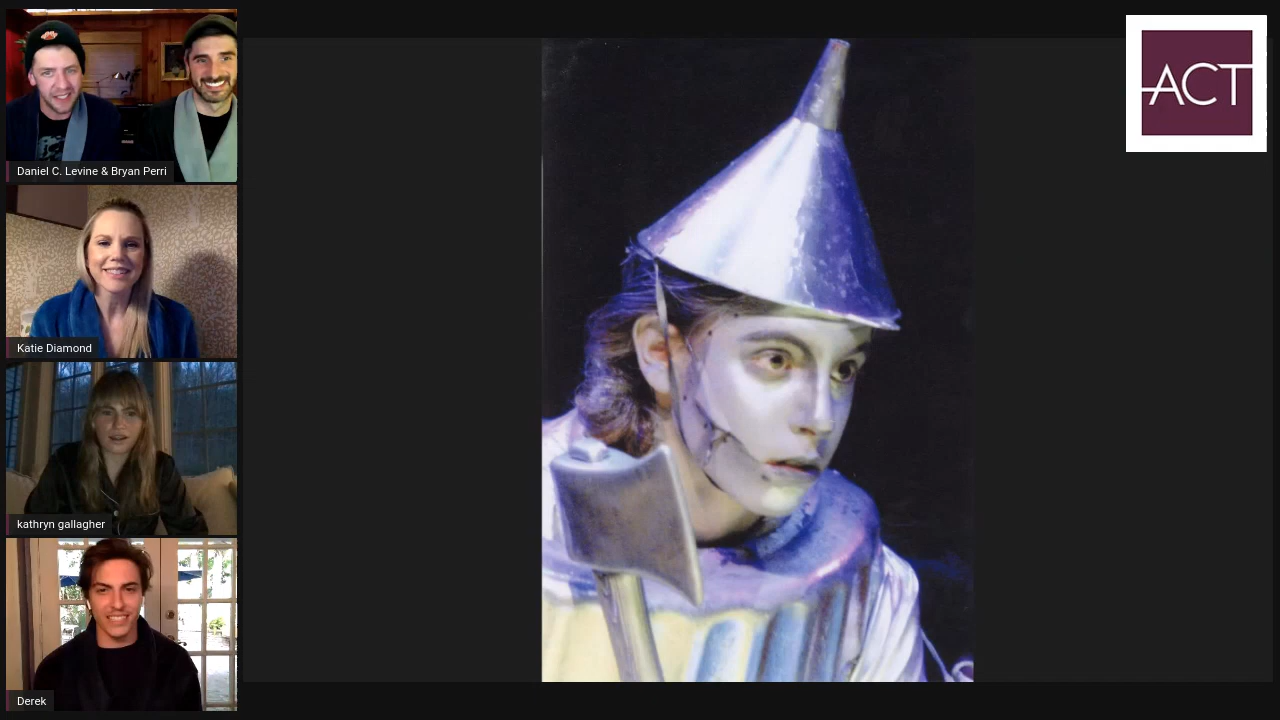 Daniel C. Levine & Bryan Perri
Katie Diamond
kathryn gallagher
Derek
ACT